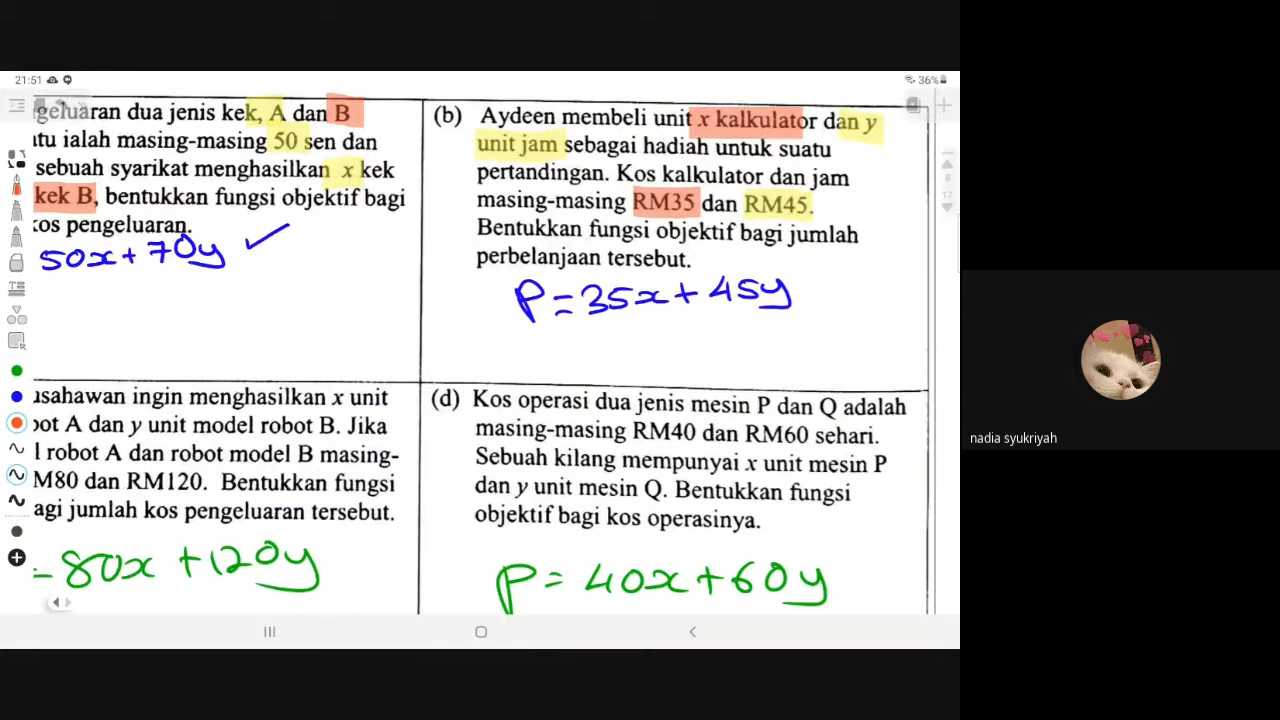 21:51
36%
geluaran dua jenis kek, A dan B
atu ialah masing-masing 50 sen dan
sebuah syarikat menghasilkan x kek
kek B, bentukkan fungsi objektif bagi
kos pengeluaran.
50x + 70y ✓
(b) Aydeen membeli unit x kalkulator dan y
unit jam sebagai hadiah untuk suatu
pertandingan. Kos kalkulator dan jam
masing-masing RM35 dan RM45.
Bentukkan fungsi objektif bagi jumlah
perbelanjaan tersebut.
P = 35x + 45y
8
17
usahawan ingin menghasilkan x unit
bot A dan y unit model robot B. Jika
l robot A dan robot model B masing-
M80 dan RM120. Bentukkan fungsi
agi jumlah kos pengeluaran tersebut.
= 80x + 120y
(d) Kos operasi dua jenis mesin P dan Q adalah
masing-masing RM40 dan RM60 sehari.
Sebuah kilang mempunyai x unit mesin P
dan y unit mesin Q. Bentukkan fungsi
objektif bagi kos operasinya.
P = 40x + 60y
nadia syukriyah